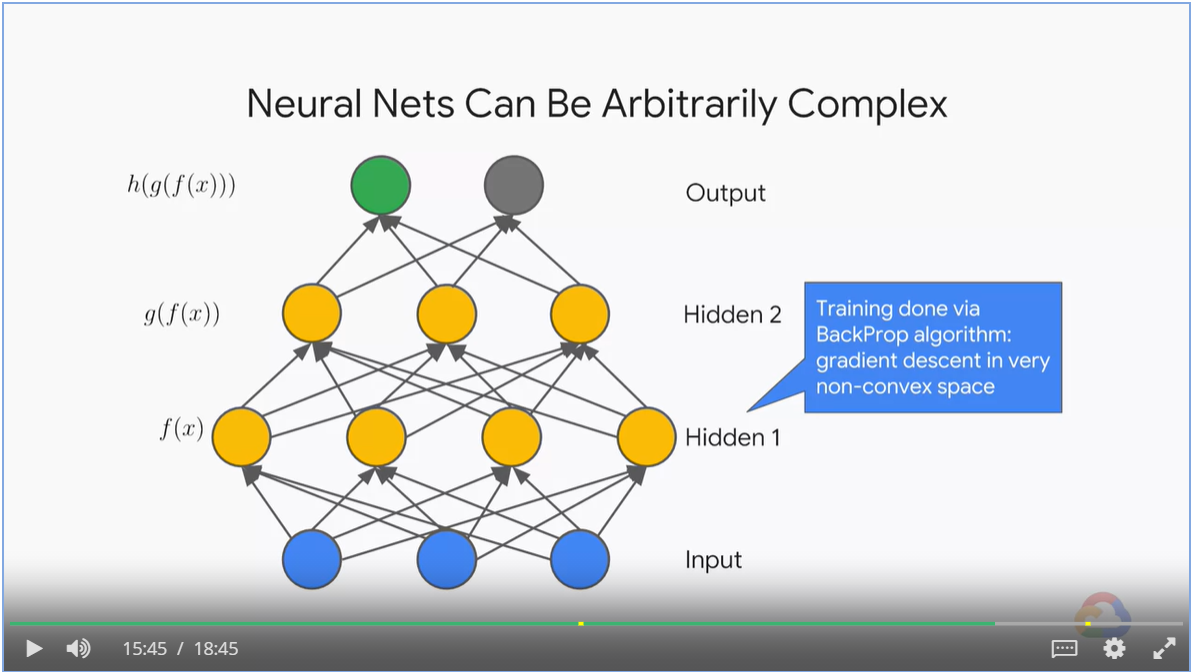 Neural Nets Can Be Arbitrarily Complex
h(g(f(x)))
Output
g(f(x))
Hidden 2
Training done via
BackProp algorithm:
gradient descent in very
non-convex space
f(x)
Hidden 1
Input
15:45 / 18:45